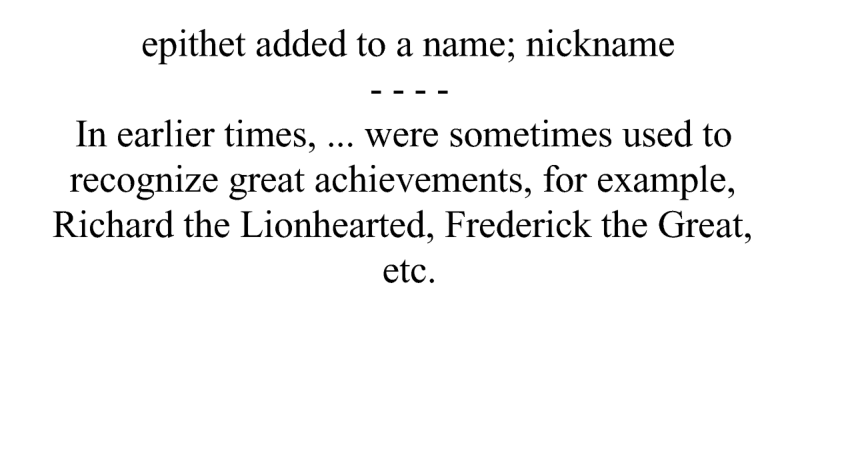 epithet added to a name; nickname
- - - -
In earlier times, ... were sometimes used to
recognize great achievements, for example,
Richard the Lionhearted, Frederick the Great,
etc.